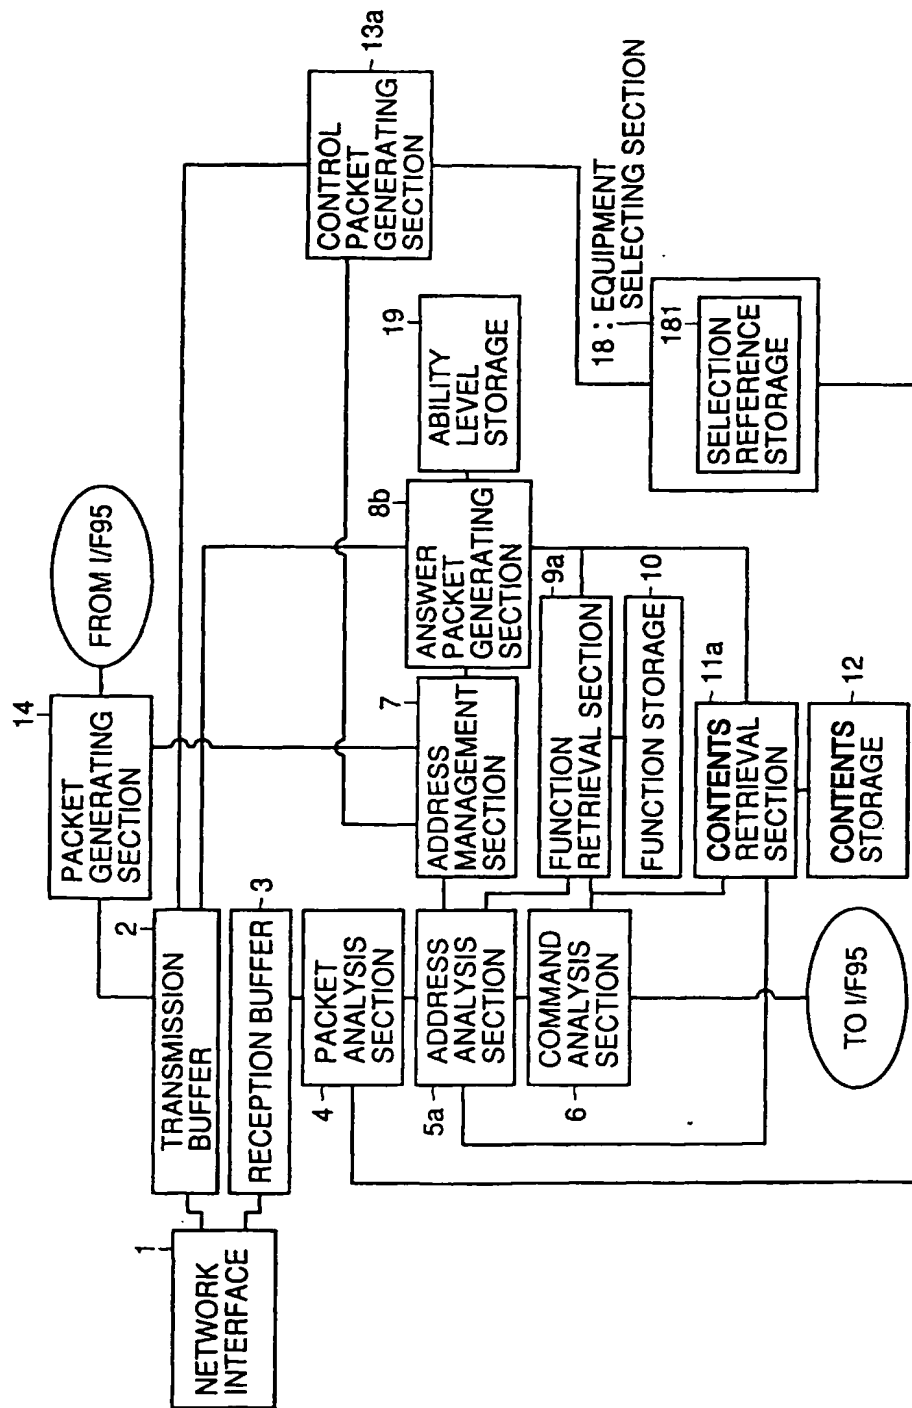 1
NETWORK
INTERFACE
2
TRANSMISSION
BUFFER
RECEPTION BUFFER
3
14
PACKET
GENERATING
SECTION
FROM I/F95
4
PACKET
ANALYSIS
SECTION
5a
ADDRESS
ANALYSIS
SECTION
6
COMMAND
ANALYSIS
SECTION
TO I/F95
7
ADDRESS
MANAGEMENT
SECTION
8b
ANSWER
PACKET
GENERATING
SECTION
19
ABILITY
LEVEL
STORAGE
FUNCTION
RETRIEVAL SECTION
9a
FUNCTION STORAGE
10
CONTENTS
RETRIEVAL
SECTION
11a
CONTENTS
STORAGE
12
CONTROL
PACKET
GENERATING
SECTION
13a
18 : EQUIPMENT
SELECTING SECTION
181
SELECTION
REFERENCE
STORAGE